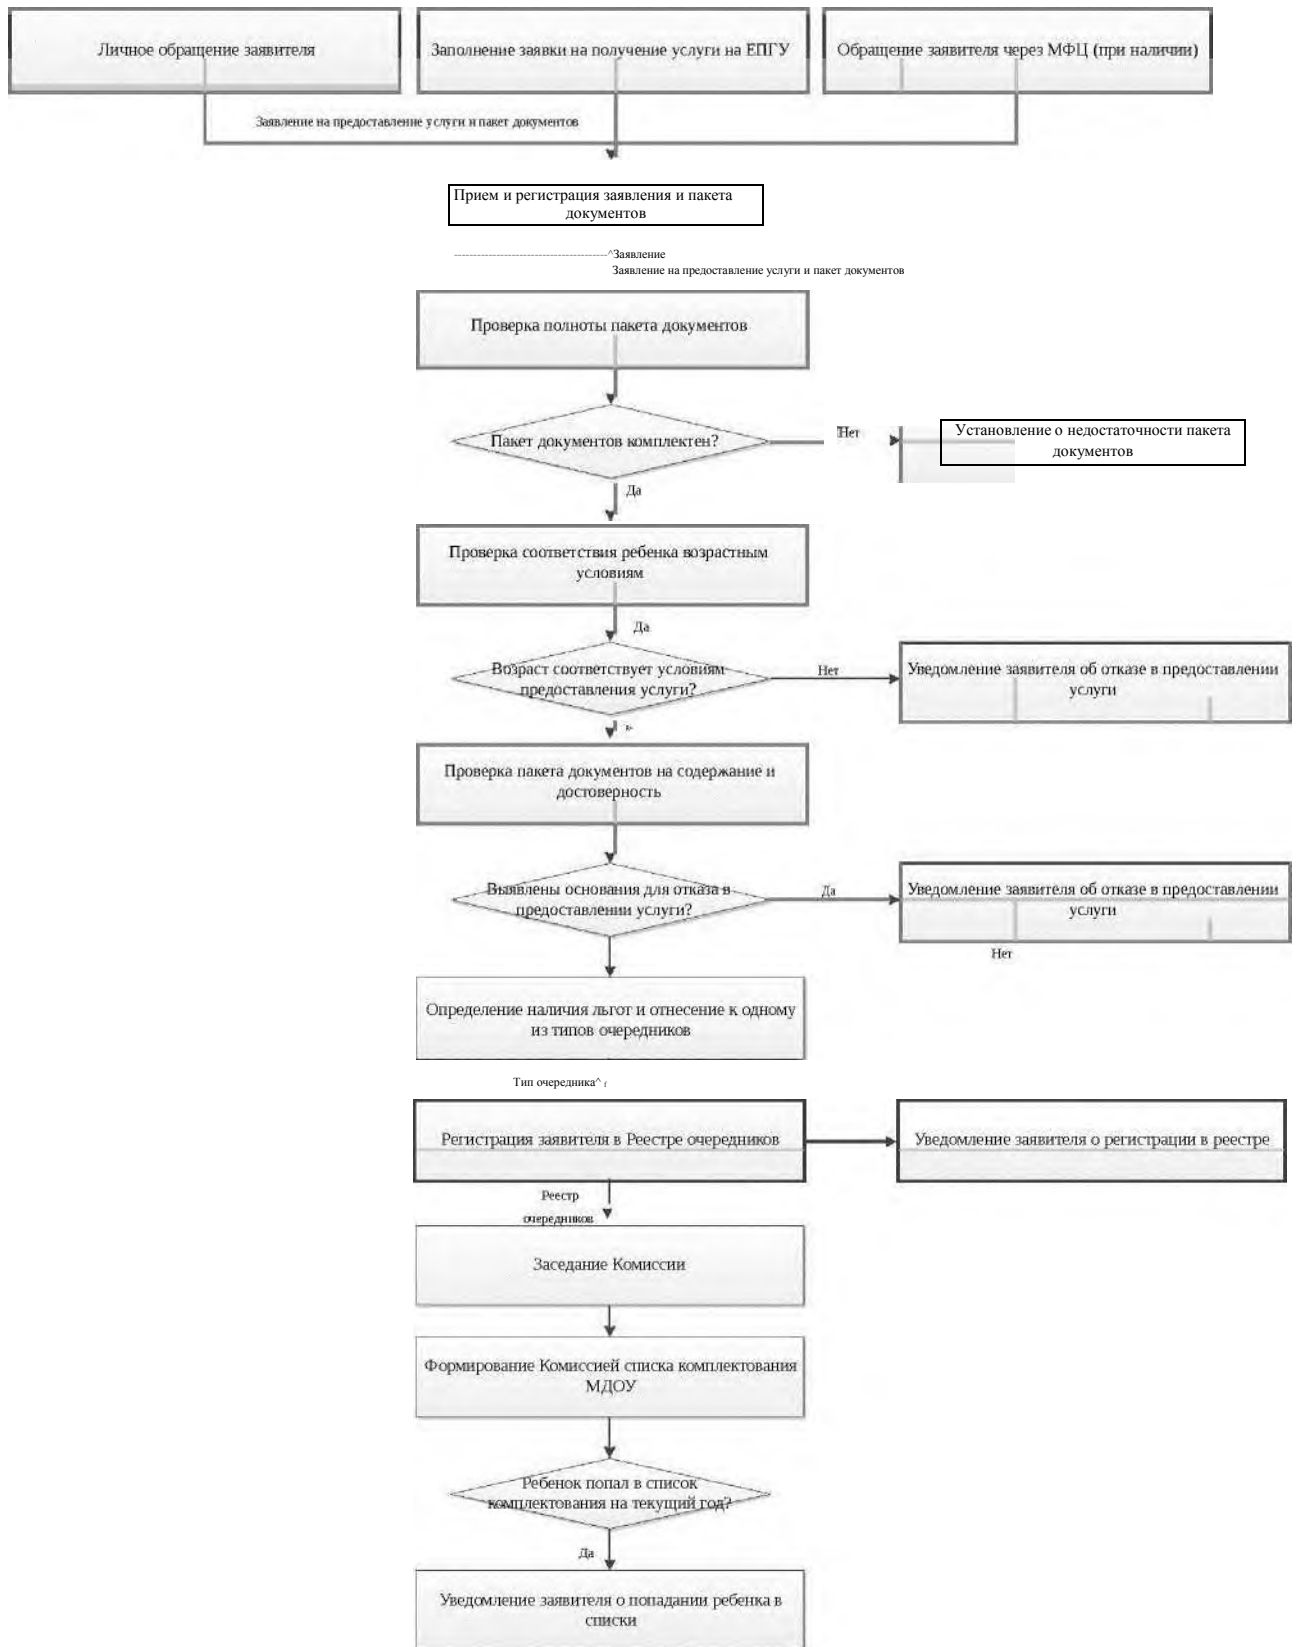 Личное обращение заявителя
Заполнение заявки на получение услуги на ЕПГУ
Обращение заявителя через МФЦ (при наличии)
Заявление на предоставление услуги и пакет документов
Прием и регистрация заявления и пакета
документов
^Заявление
Заявление на предоставление услуги и пакет документов
Проверка полноты пакета документов
Пакет документов комплектен?
Нет
Установление о недостаточности пакета
документов
Да
Проверка соответствия ребенка возрастным
условиям
Да
Возраст соответствует условиям
предоставления услуги?
Нет
Уведомление заявителя об отказе в предоставлении
услуги
Проверка пакета документов на содержание и
достоверность
Выявлены основания для отказа в
предоставлении услуги?
Да
Уведомление заявителя об отказе в предоставлении
услуги
Нет
Определение наличия льгот и отнесение к одному
из типов очередников
Тип очередника^
Регистрация заявителя в Реестре очередников
Уведомление заявителя о регистрации в реестре
Реестр
очередников
Заседание Комиссии
Формирование Комиссией списка комплектования
МДОУ
Ребенок попал в список
комплектования на текущий год?
Да
Уведомление заявителя о попадании ребенка в
списки